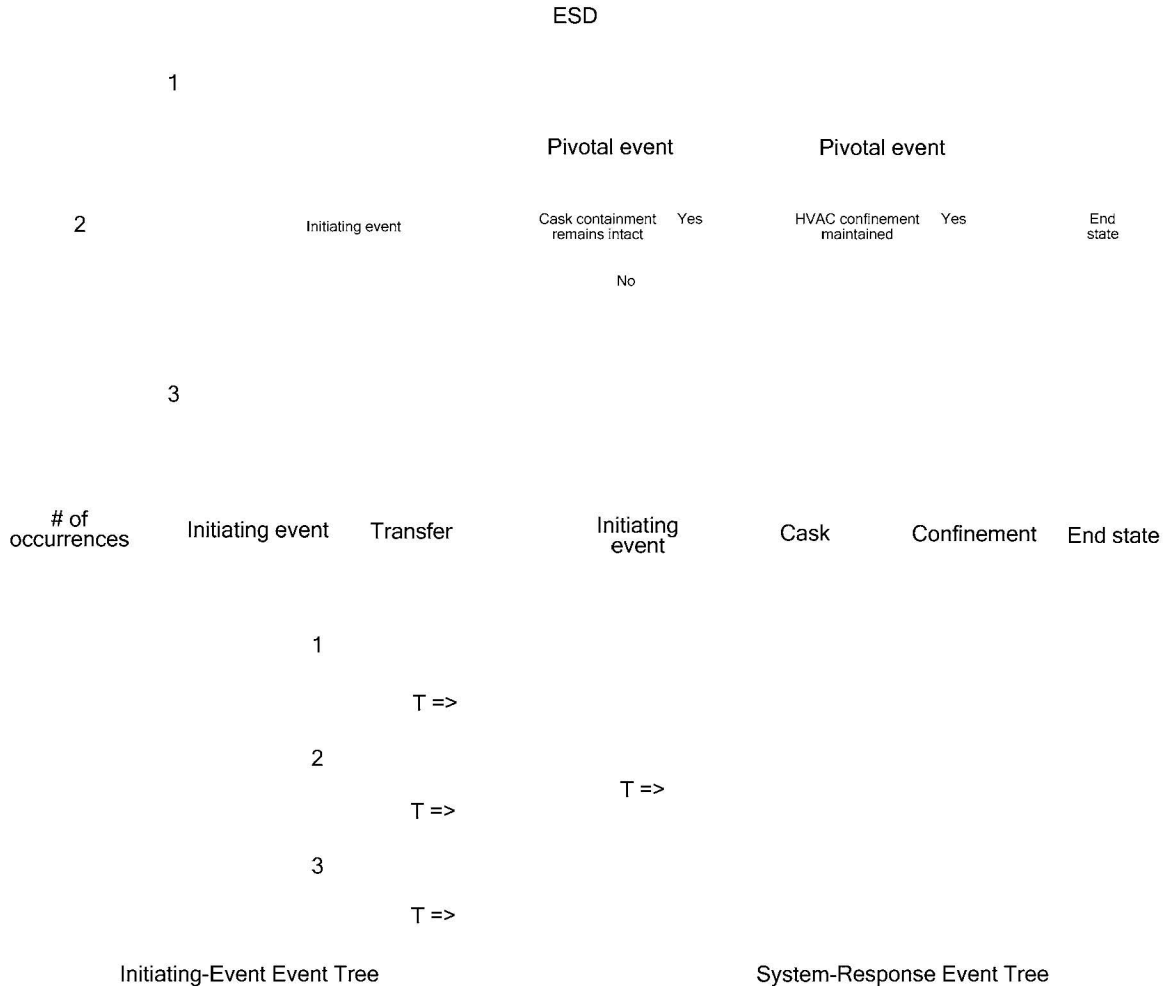 ESD
1
Pivotal event
Pivotal event
2
Initiating event
Cask containment
remains intact
Yes
HVAC confinement
maintained
Yes
End
state
No
3
# of
occurrences
Initiating event
Transfer
Initiating
event
Cask
Confinement
End state
1
T =>
2
T =>
T =>
3
T =>
Initiating-Event Event Tree
System-Response Event Tree